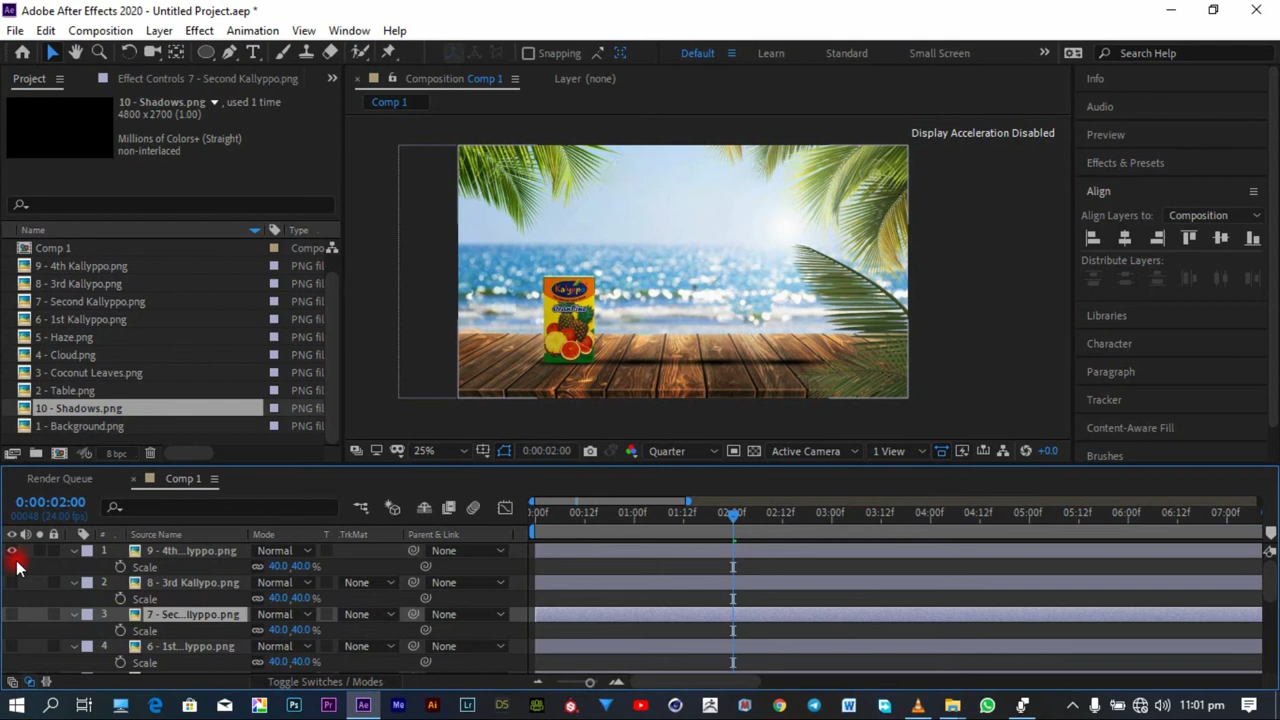 Adobe After Effects 2020 - Untitled Project.aep *
File Edit Composition Layer Effect Animation View Window Help
Snapping Default Learn Standard Small Screen Search Help
Project Effect Controls 7 - Second Kallyppo.png Composition Comp 1 Layer (none) Info
Comp 1
10 - Shadows.png , used 1 time
4800 x 2700 (1.00)
Audio
Display Acceleration Disabled
Preview
Millions of Colors+ (Straight)
non-interlaced
Effects & Presets
Align
Align Layers to: Composition
Name Type
Distribute Layers:
Comp 1 Compo
9 - 4th Kallyppo.png PNG fil
8 - 3rd Kallypo.png PNG fil
7 - Second Kallyppo.png PNG fil
6 - 1st Kallyppo.png PNG fil
5 - Haze.png PNG fil
4 - Cloud.png PNG fil
3 - Coconut Leaves.png PNG fil
2 - Table.png PNG fil
10 - Shadows.png PNG fil
1 - Background.png PNG fil
Kalyppo
Libraries
Character
Paragraph
Tracker
Content-Aware Fill
Brushes
8 bpc 25% 0:00:02:00 Quarter Active Camera 1 View +0.0
Render Queue Comp 1
0:00:02:00
00048 (24.00 fps)
:00f 00:12f 01:00f 01:12f 02:00f 02:12f 03:00f 03:12f 04:00f 04:12f 05:00f 05:12f 06:00f 06:12f 07:00f
# Source Name Mode T .TrkMat Parent & Link
1 9 - 4th...lyppo.png Normal None
Scale 40.0,40.0 %
2 8 - 3rd Kallypo.png Normal None None
Scale 40.0,40.0 %
3 7 - Sec...llyppo.png Normal None None
Scale 40.0,40.0 %
4 6 - 1st...lyppo.png Normal None None
Scale 40.0,40.0 %
Toggle Switches / Modes
Ps Pr Ae Me Ai Lr DS W 11:01 pm